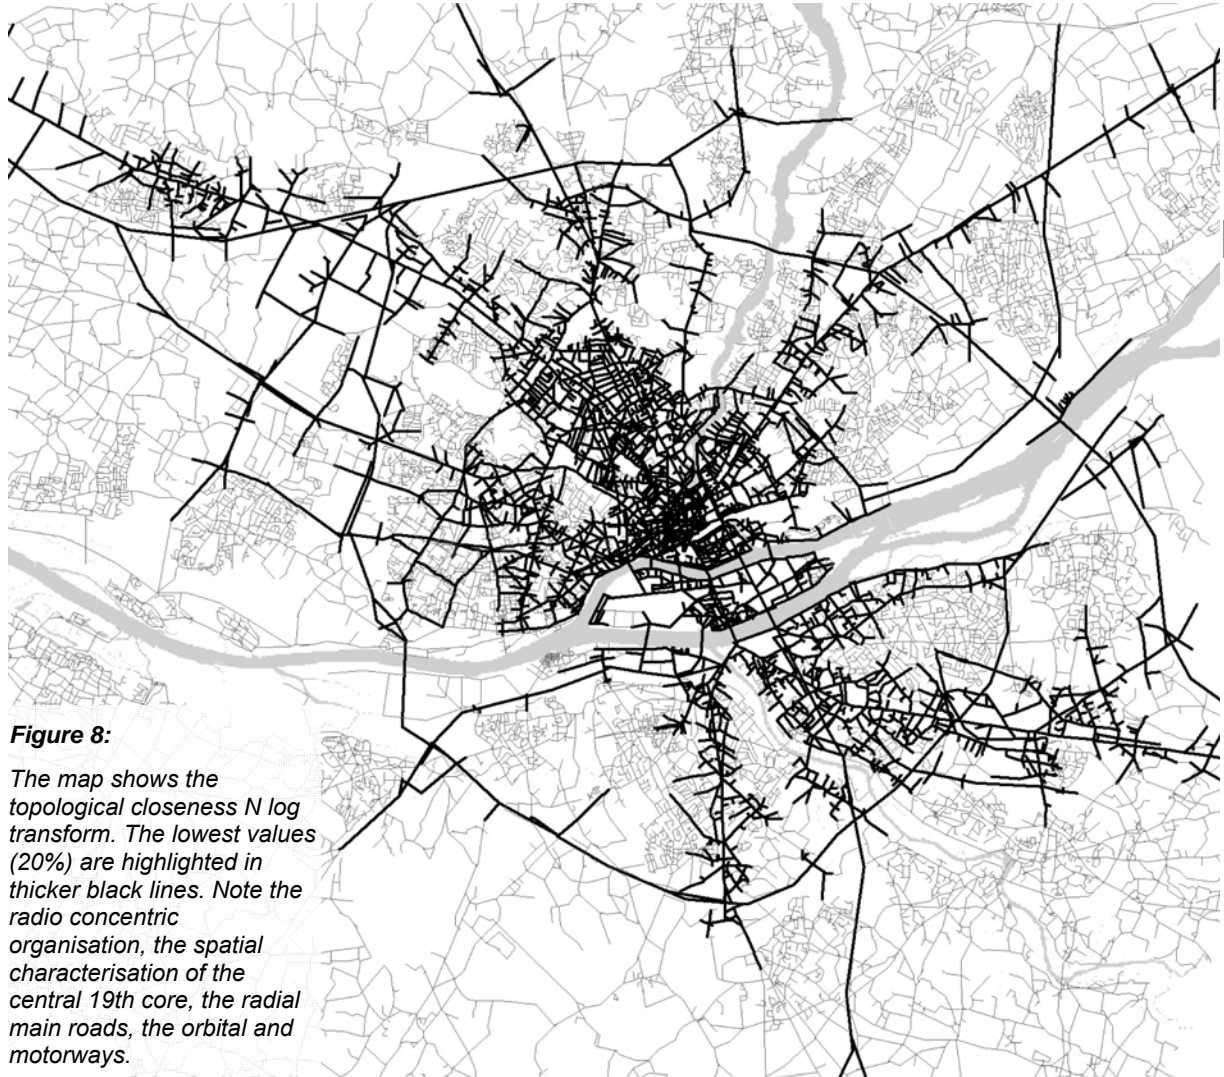 Figure 8:
The map shows the
topological closeness N log
transform. The lowest values
(20%) are highlighted in
thicker black lines. Note the
radio concentric
organisation, the spatial
characterisation of the
central 19th core, the radial
main roads, the orbital and
motorways.